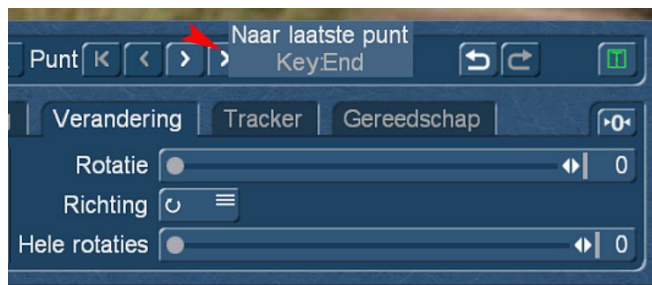 Naar laatste punt
Punt
Key:End
Verandering Tracker Gereedschap
Rotatie 0
Richting
Hele rotaties 0